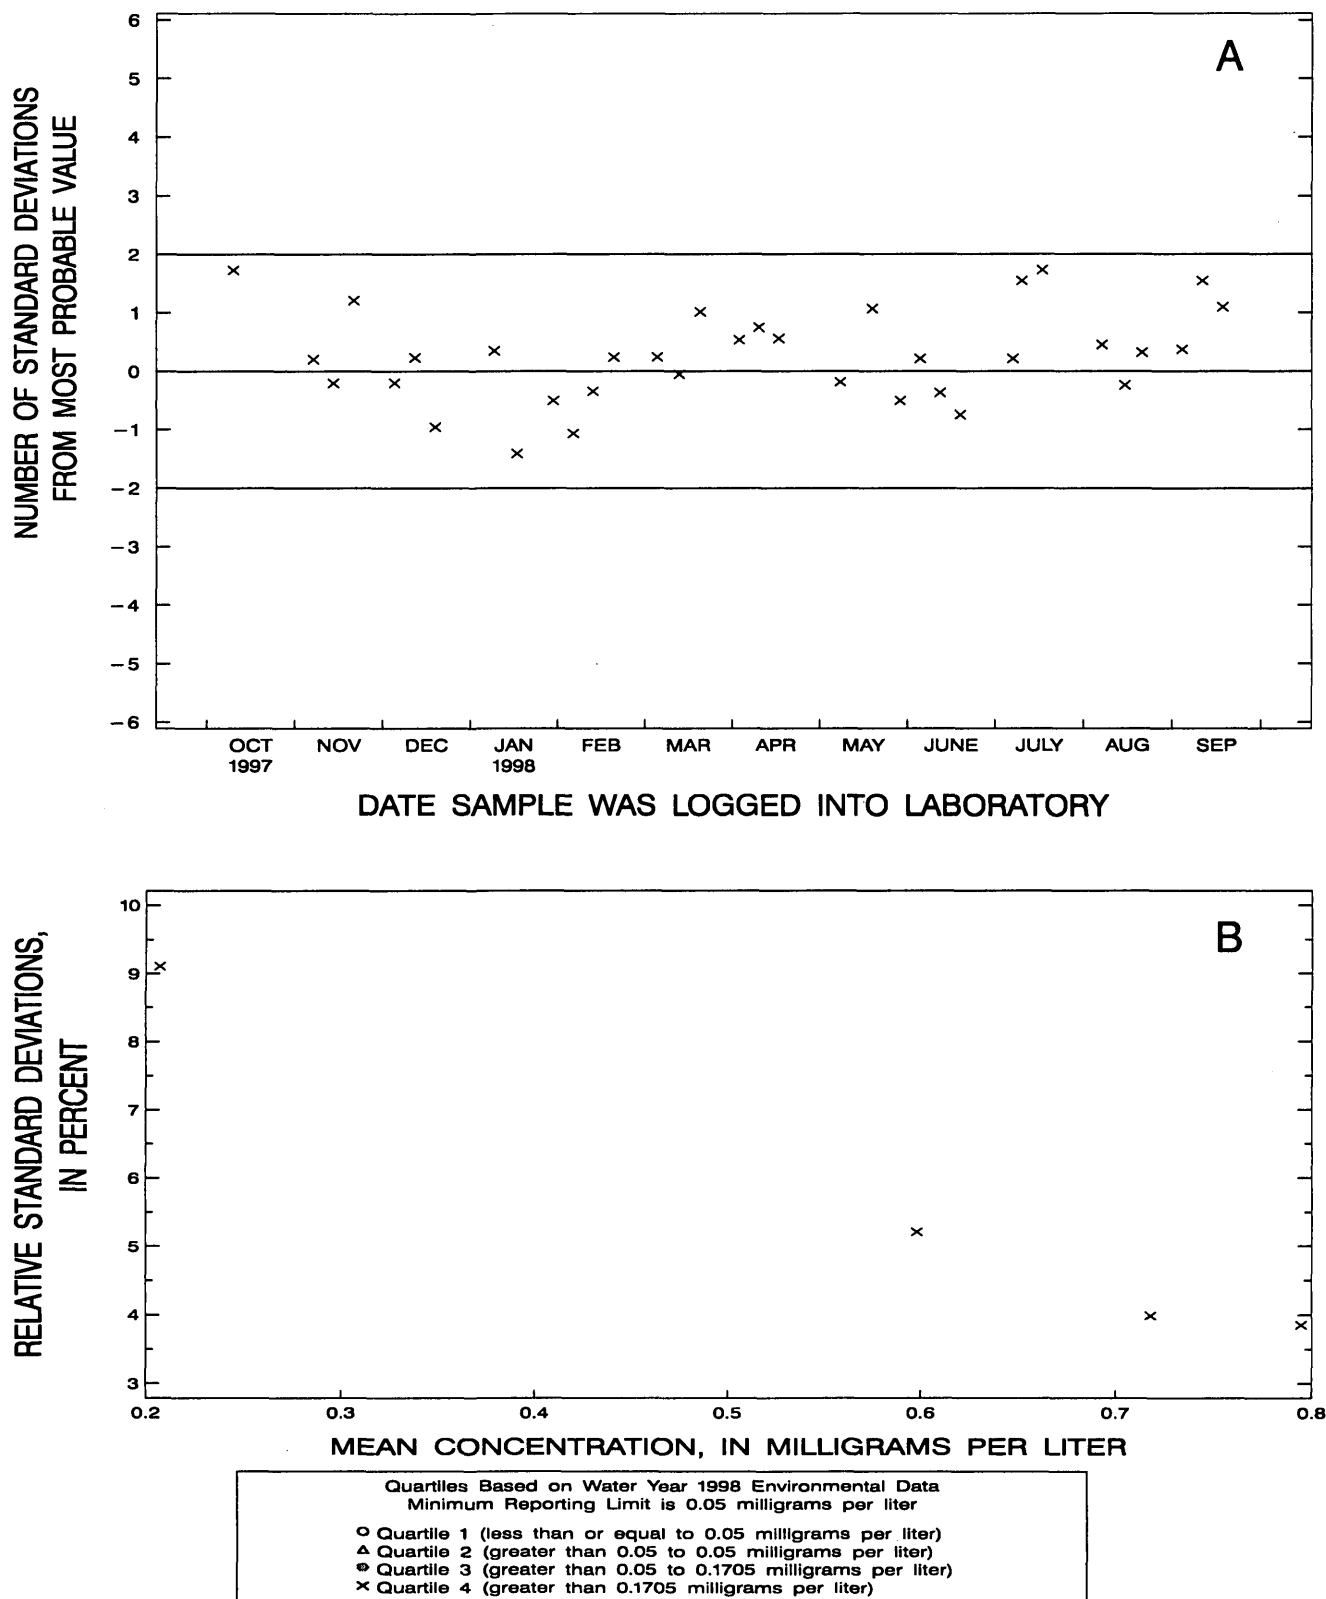 A
NUMBER OF STANDARD DEVIATIONS
FROM MOST PROBABLE VALUE
6
5
4
3
2
1
0
−1
−2
−3
−4
−5
−6
OCT NOV DEC JAN FEB MAR APR MAY JUNE JULY AUG SEP
1997 1998
DATE SAMPLE WAS LOGGED INTO LABORATORY
B
RELATIVE STANDARD DEVIATIONS,
IN PERCENT
10
9
8
7
6
5
4
3
0.2 0.3 0.4 0.5 0.6 0.7 0.8
MEAN CONCENTRATION, IN MILLIGRAMS PER LITER
Quartiles Based on Water Year 1998 Environmental Data
Minimum Reporting Limit is 0.05 milligrams per liter
Quartile 1 (less than or equal to 0.05 milligrams per liter)
Quartile 2 (greater than 0.05 to 0.05 milligrams per liter)
Quartile 3 (greater than 0.05 to 0.1705 milligrams per liter)
Quartile 4 (greater than 0.1705 milligrams per liter)